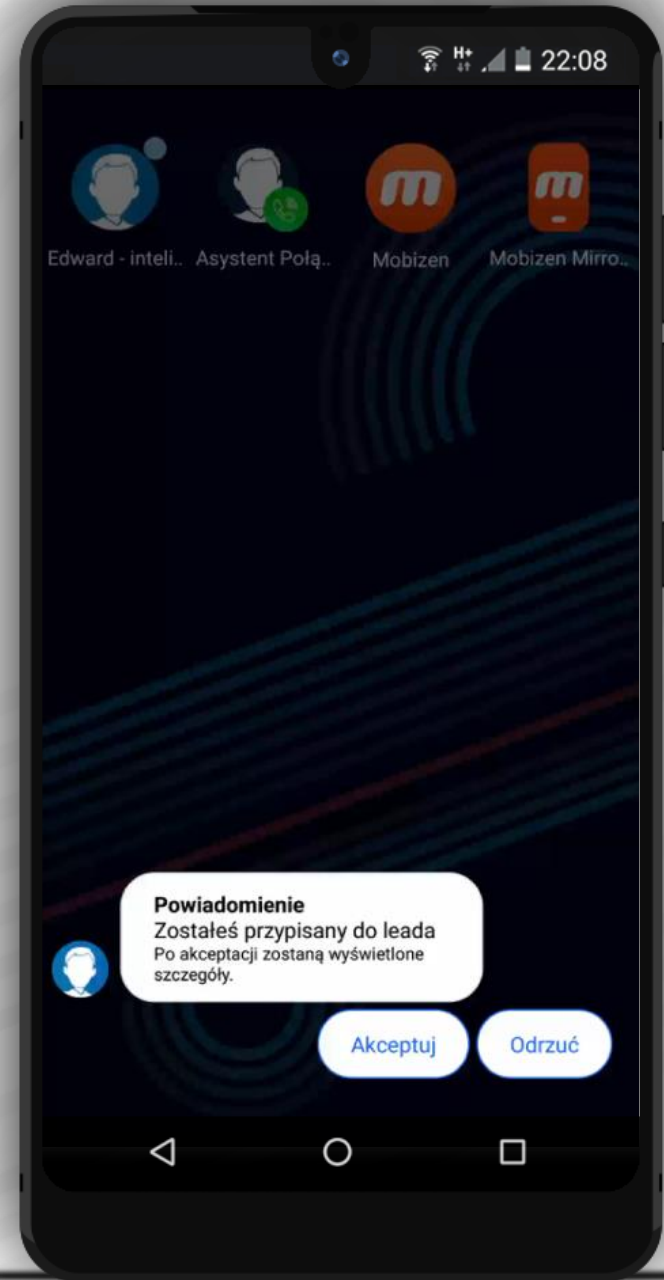 H+ 22:08
Edward - inteli.. Asystent Połą.. Mobizen Mobizen Mirro..
Powiadomienie
Zostałeś przypisany do leada
Po akceptacji zostaną wyświetlone
szczegóły.
Akceptuj Odrzuć